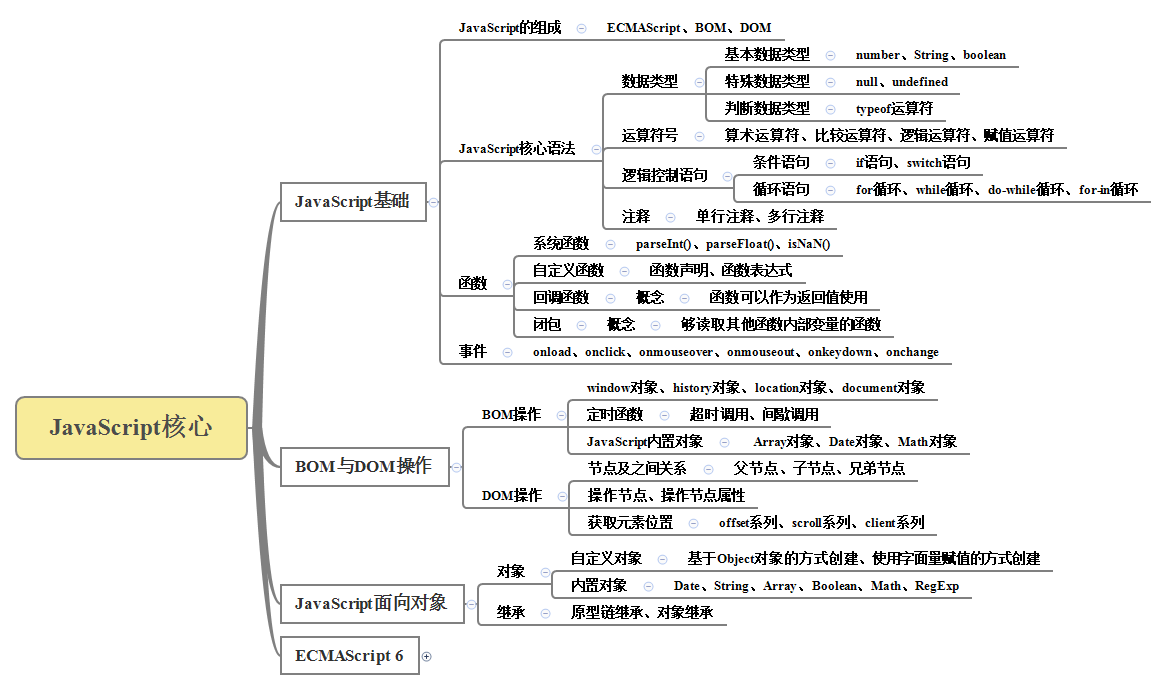 JavaScript核心
JavaScript基础
JavaScript的组成
ECMAScript、BOM、DOM
JavaScript核心语法
数据类型
基本数据类型
number、String、boolean
特殊数据类型
null、undefined
判断数据类型
typeof运算符
运算符号
算术运算符、比较运算符、逻辑运算符、赋值运算符
逻辑控制语句
条件语句
if语句、switch语句
循环语句
for循环、while循环、do-while循环、for-in循环
注释
单行注释、多行注释
函数
系统函数
parseInt()、parseFloat()、isNaN()
自定义函数
函数声明、函数表达式
回调函数
概念
函数可以作为返回值使用
闭包
概念
够读取其他函数内部变量的函数
事件
onload、onclick、onmouseover、onmouseout、onkeydown、onchange
BOM与DOM操作
BOM操作
window对象、history对象、location对象、document对象
定时函数
超时调用、间歇调用
JavaScript内置对象
Array对象、Date对象、Math对象
DOM操作
节点及之间关系
父节点、子节点、兄弟节点
操作节点、操作节点属性
获取元素位置
offset系列、scroll系列、client系列
JavaScript面向对象
对象
自定义对象
基于Object对象的方式创建、使用字面量赋值的方式创建
内置对象
Date、String、Array、Boolean、Math、RegExp
继承
原型链继承、对象继承
ECMAScript 6